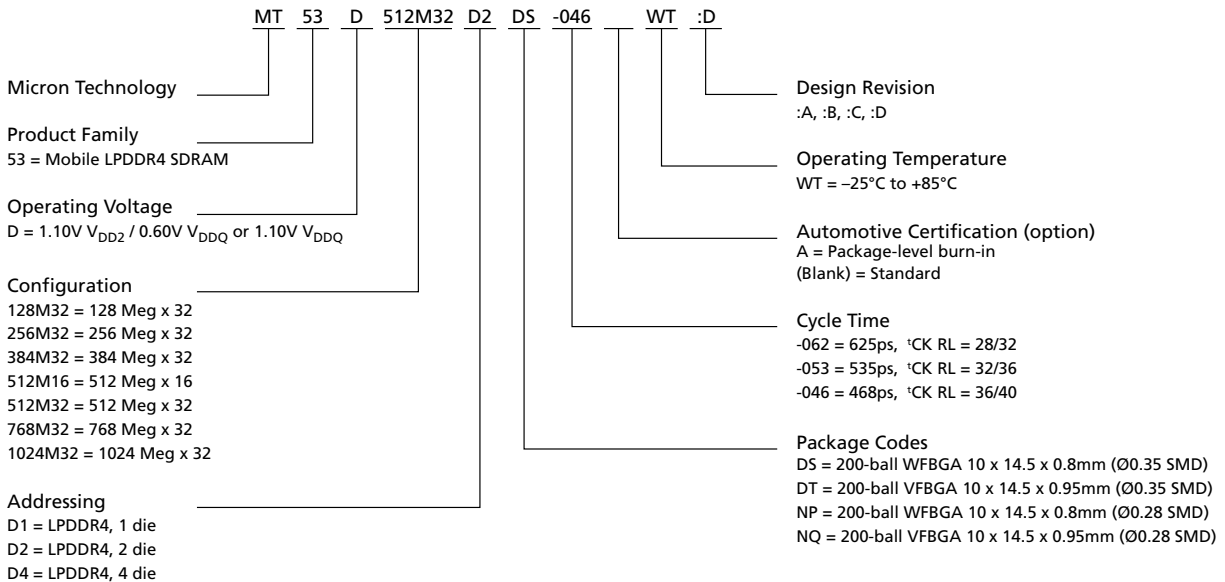 MT 53 D 512M32 D2 DS -046 WT :D
Micron Technology
Product Family
53 = Mobile LPDDR4 SDRAM
Operating Voltage
D = 1.10V VDD2 / 0.60V VDDQ or 1.10V VDDQ
Configuration
128M32 = 128 Meg x 32
256M32 = 256 Meg x 32
384M32 = 384 Meg x 32
512M16 = 512 Meg x 16
512M32 = 512 Meg x 32
768M32 = 768 Meg x 32
1024M32 = 1024 Meg x 32
Addressing
D1 = LPDDR4, 1 die
D2 = LPDDR4, 2 die
D4 = LPDDR4, 4 die
Design Revision
:A, :B, :C, :D
Operating Temperature
WT = –25°C to +85°C
Automotive Certification (option)
A = Package-level burn-in
(Blank) = Standard
Cycle Time
-062 = 625ps, tCK RL = 28/32
-053 = 535ps, tCK RL = 32/36
-046 = 468ps, tCK RL = 36/40
Package Codes
DS = 200-ball WFBGA 10 x 14.5 x 0.8mm (Ø0.35 SMD)
DT = 200-ball VFBGA 10 x 14.5 x 0.95mm (Ø0.35 SMD)
NP = 200-ball WFBGA 10 x 14.5 x 0.8mm (Ø0.28 SMD)
NQ = 200-ball VFBGA 10 x 14.5 x 0.95mm (Ø0.28 SMD)